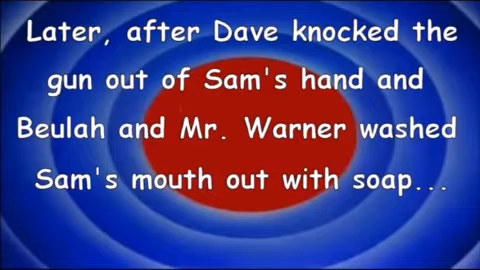 Later, after Dave knocked the
gun out of Sam's hand and
Beulah and Mr. Warner washed
Sam's mouth out with soap...